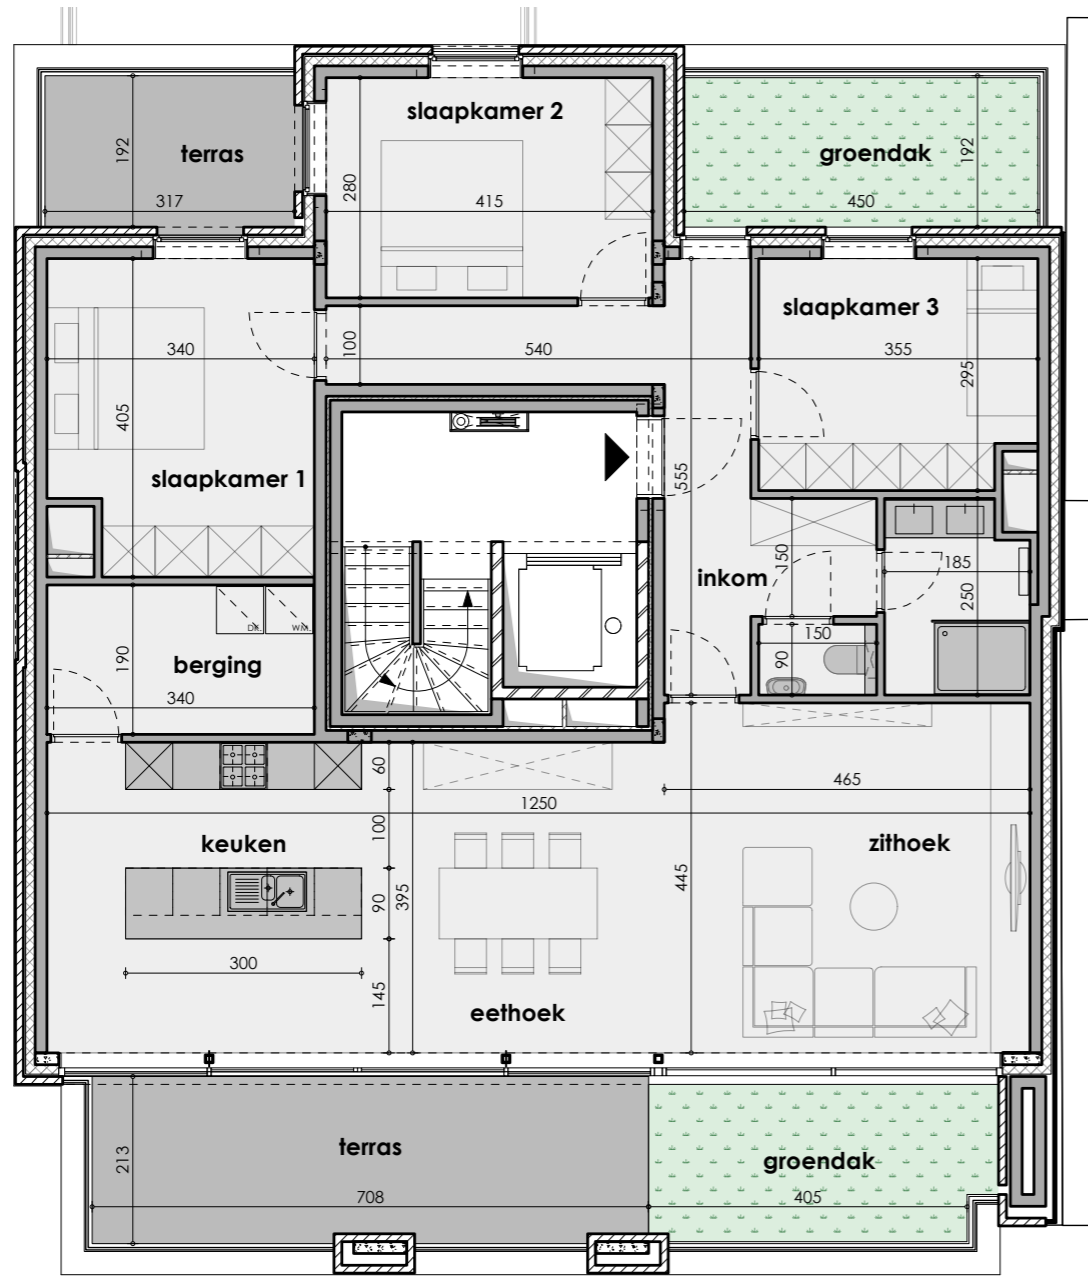 slaapkamer 2
192
terras
groendak
192
280
317
415
450
slaapkamer 3
340
100
540
355
295
405
slaapkamer 1
555
inkom
150
185
250
DK.
WM.
190
berging
150
90
340
60
465
1250
keuken
100
zithoek
445
90
395
300
145
eethoek
213
terras
groendak
708
405